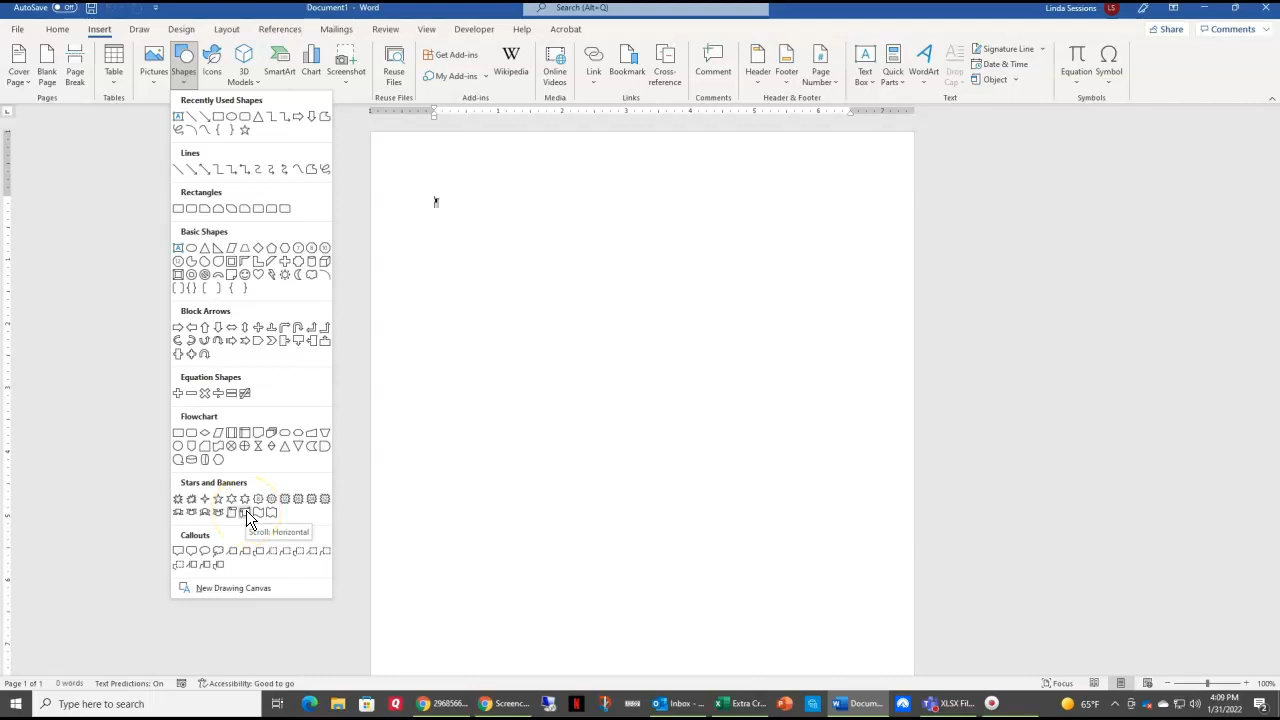 AutoSave Off
Document1 - Word
Search (Alt+Q)
Linda Sessions LS
File Home Insert Draw Design Layout References Mailings Review View Developer Help Acrobat
Share Comments
Cover Page
Blank Page
Page Break
Table
Pictures
Shapes
Icons
3D Models
SmartArt
Chart
Screenshot
Reuse Files
Get Add-ins
My Add-ins
Wikipedia
Online Videos
Link
Bookmark
Cross-reference
Comment
Header
Footer
Page Number
Text Box
Quick Parts
WordArt
Drop Cap
Signature Line
Date & Time
Object
Equation
Symbol
Pages Tables Reuse Files Add-ins Media Links Comments Header & Footer Text Symbols
Recently Used Shapes
Lines
Rectangles
Basic Shapes
Block Arrows
Equation Shapes
Flowchart
Stars and Banners
Scroll: Horizontal
Callouts
New Drawing Canvas
Page 1 of 1 0 words Text Predictions: On Accessibility: Good to go
Focus
100%
Type here to search
2968566...
Screenc...
Inbox - ...
Extra Cr...
Docum...
XLSX Fil...
65°F
4:09 PM
1/31/2022